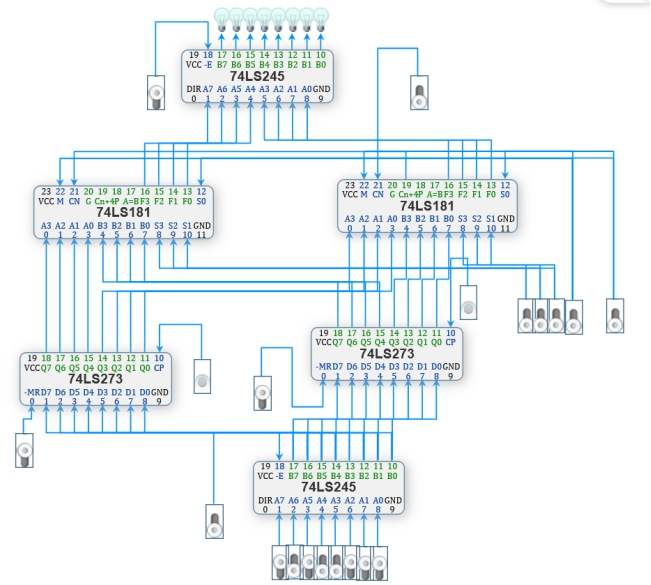 19 18 17 16 15 14 13 12 11 10
VCC -E B7 B6 B5 B4 B3 B2 B1 B0
74LS245
DIR A7 A6 A5 A4 A3 A2 A1 A0 GND
0 1 2 3 4 5 6 7 8 9
23 22 21 20 19 18 17 16 15 14 13 12
VCC M CN G Cn+4 P A=B F3 F2 F1 F0 S0
74LS181
A3 A2 A1 A0 B3 B2 B1 B0 S3 S2 S1 GND
0 1 2 3 4 5 6 7 8 9 10 11
23 22 21 20 19 18 17 16 15 14 13 12
VCC M CN G Cn+4 P A=B F3 F2 F1 F0 S0
74LS181
A3 A2 A1 A0 B3 B2 B1 B0 S3 S2 S1 GND
0 1 2 3 4 5 6 7 8 9 10 11
19 18 17 16 15 14 13 12 11 10
VCC Q7 Q6 Q5 Q4 Q3 Q2 Q1 Q0 CP
74LS273
-MR D7 D6 D5 D4 D3 D2 D1 D0 GND
0 1 2 3 4 5 6 7 8 9
19 18 17 16 15 14 13 12 11 10
VCC Q7 Q6 Q5 Q4 Q3 Q2 Q1 Q0 CP
74LS273
-MR D7 D6 D5 D4 D3 D2 D1 D0 GND
0 1 2 3 4 5 6 7 8 9
19 18 17 16 15 14 13 12 11 10
VCC -E B7 B6 B5 B4 B3 B2 B1 B0
74LS245
DIR A7 A6 A5 A4 A3 A2 A1 A0 GND
0 1 2 3 4 5 6 7 8 9